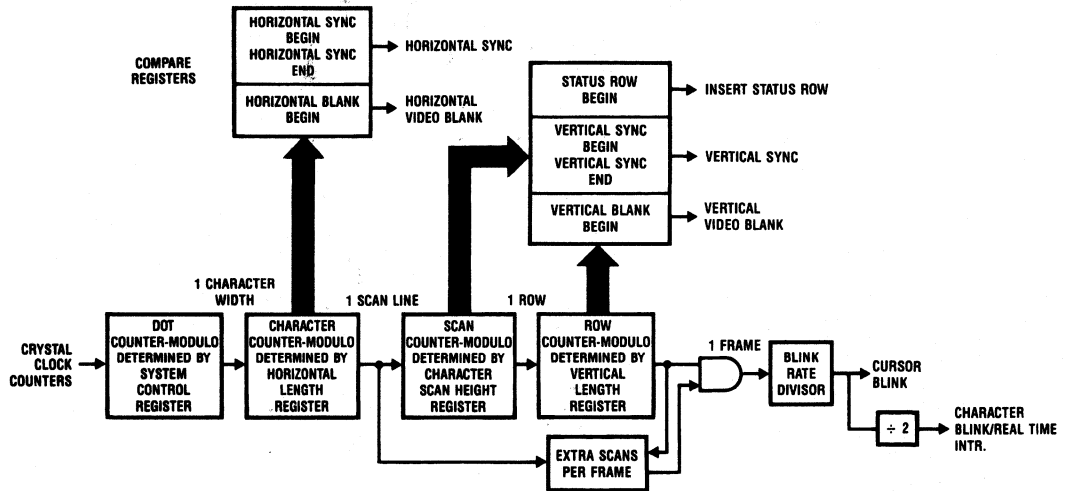 HORIZONTAL SYNC
BEGIN
HORIZONTAL SYNC
END
HORIZONTAL SYNC
COMPARE
REGISTERS
HORIZONTAL BLANK
BEGIN
HORIZONTAL
VIDEO BLANK
STATUS ROW
BEGIN
INSERT STATUS ROW
VERTICAL SYNC
BEGIN
VERTICAL SYNC
END
VERTICAL SYNC
VERTICAL BLANK
BEGIN
VERTICAL
VIDEO BLANK
1 CHARACTER
WIDTH
1 SCAN LINE
1 ROW
CRYSTAL
CLOCK
COUNTERS
DOT
COUNTER-MODULO
DETERMINED BY
SYSTEM
CONTROL
REGISTER
CHARACTER
COUNTER-MODULO
DETERMINED BY
HORIZONTAL
LENGTH
REGISTER
SCAN
COUNTER-MODULO
DETERMINED BY
CHARACTER
SCAN HEIGHT
REGISTER
ROW
COUNTER-MODULO
DETERMINED BY
VERTICAL
LENGTH
REGISTER
1 FRAME
BLINK
RATE
DIVISOR
CURSOR
BLINK
÷ 2
CHARACTER
BLINK/REAL TIME
INTR.
EXTRA SCANS
PER FRAME